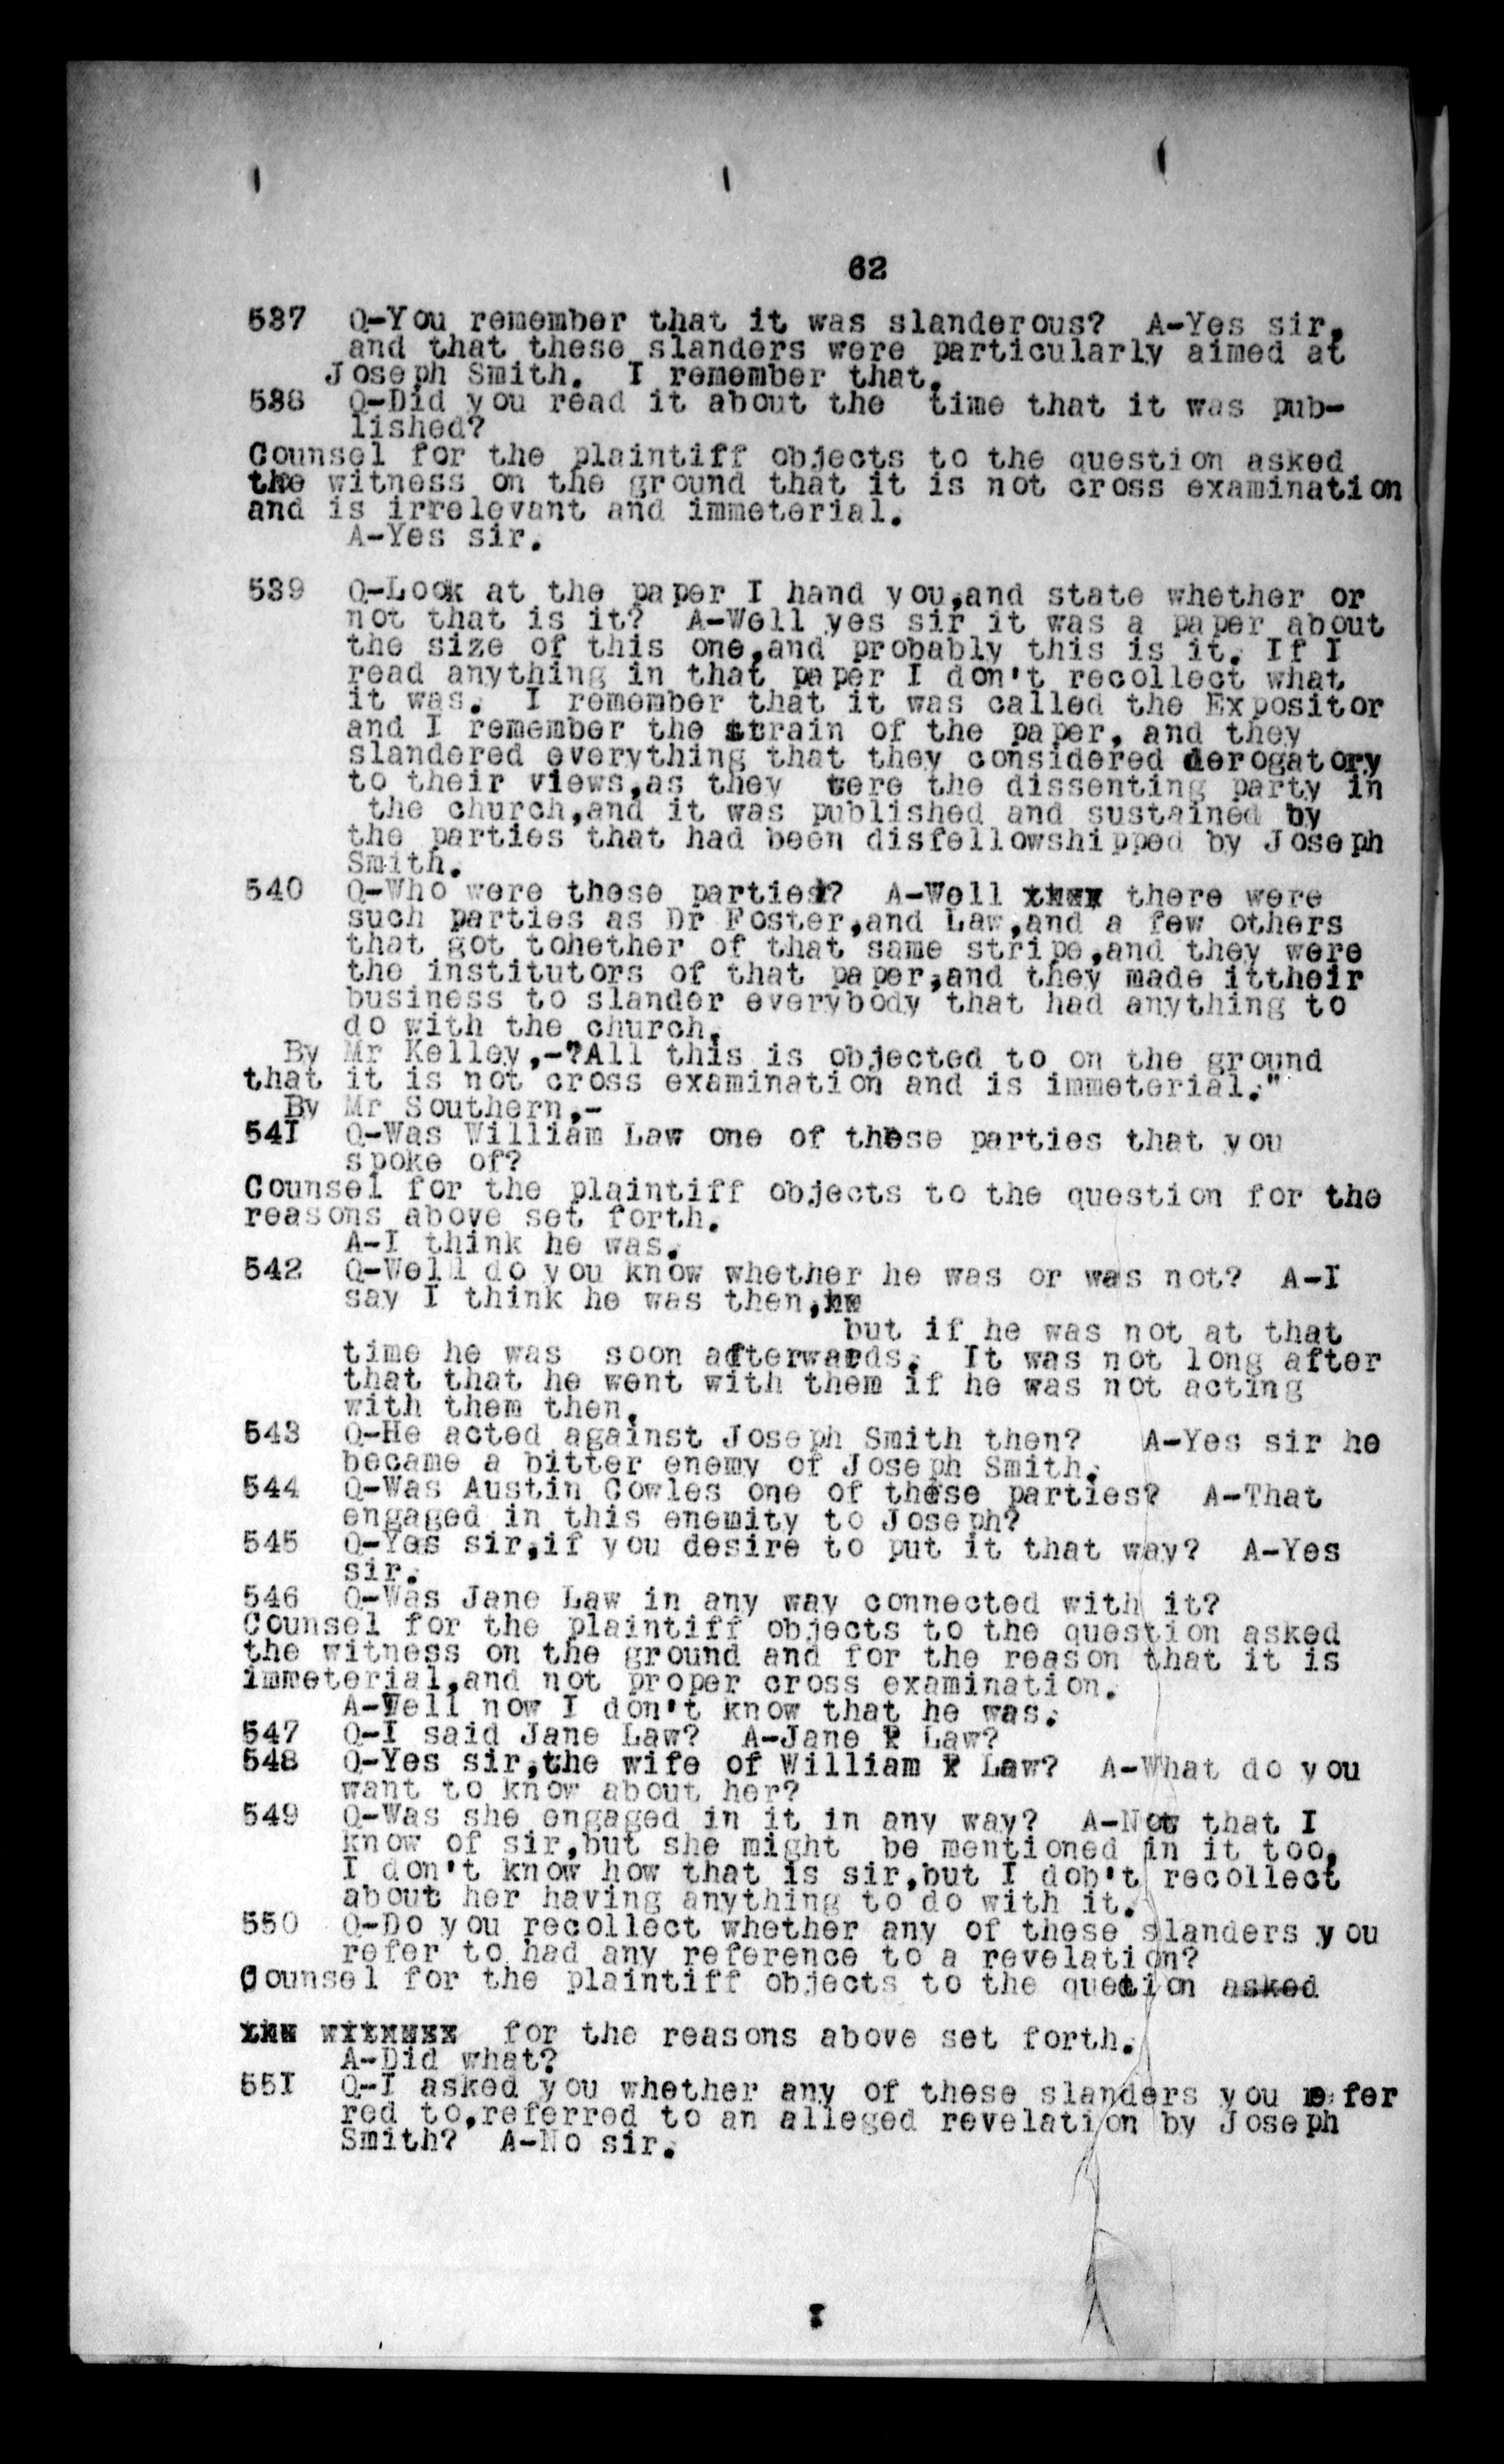 62
537 Q-You remember that it was slanderous? A-Yes sir,
and that these slanders were particularly aimed at
Joseph Smith. I remember that.
538 Q-Did you read it about the time that it was pub-
lished?
Counsel for the plaintiff objects to the question asked
the witness on the ground that it is not cross examination
and is irrelevant and immeterial.
A-Yes sir.
539 Q-Look at the paper I hand you,and state whether or
not that is it? A-Well yes sir it was a paper about
the size of this one,and probably this is it. If I
read anything in that paper I don't recollect what
it was. I remember that it was called the Expositor
and I remember the strain of the paper, and they
slandered everything that they considered derogatory
to their views,as they were the dissenting party in
the church,and it was published and sustained by
the parties that had been disfellowshipped by Joseph
Smith.
540 Q-Who were these parties? A-Well there were
such parties as Dr Foster,and Law,and a few others
that got tohether of that same stripe,and they were
the institutors of that paper,and they made ittheir
business to slander everybody that had anything to
do with the church.
By Mr Kelley,-?All this is objected to on the ground
that it is not cross examination and is immeterial."
By Mr Southern,-
54I Q-Was William Law one of these parties that you
spoke of?
Counsel for the plaintiff objects to the question for the
reasons above set forth.
A-I think he was.
542 Q-Well do you know whether he was or was not? A-I
say I think he was then,
but if he was not at that
time he was soon afterwards. It was not long after
that that he went with them if he was not acting
with them then.
543 Q-He acted against Joseph Smith then? A-Yes sir he
became a bitter enemy of Joseph Smith.
544 Q-Was Austin Cowles one of these parties? A-That
engaged in this enemity to Joseph?
545 Q-Yes sir,if you desire to put it that way? A-Yes
sir.
546 Q-Was Jane Law in any way connected with it?
Counsel for the plaintiff objects to the question asked
the witness on the ground and for the reason that it is
immeterial,and not proper cross examination.
A-Well now I don't know that he was.
547 Q-I said Jane Law? A-Jane Law?
548 Q-Yes sir,the wife of William Law? A-What do you
want to know about her?
549 Q-Was she engaged in it in any way? A-Not that I
know of sir,but she might be mentioned in it too.
I don't know how that is sir,but I dob't recollect
about her having anything to do with it.
550 Q-Do you recollect whether any of these slanders you
refer to had any reference to a revelation?
Counsel for the plaintiff objects to the quetion asked
the witness for the reasons above set forth.
A-Did what?
55I Q-I asked you whether any of these slanders you refer
red to,referred to an alleged revelation by Joseph
Smith? A-No sir.
I